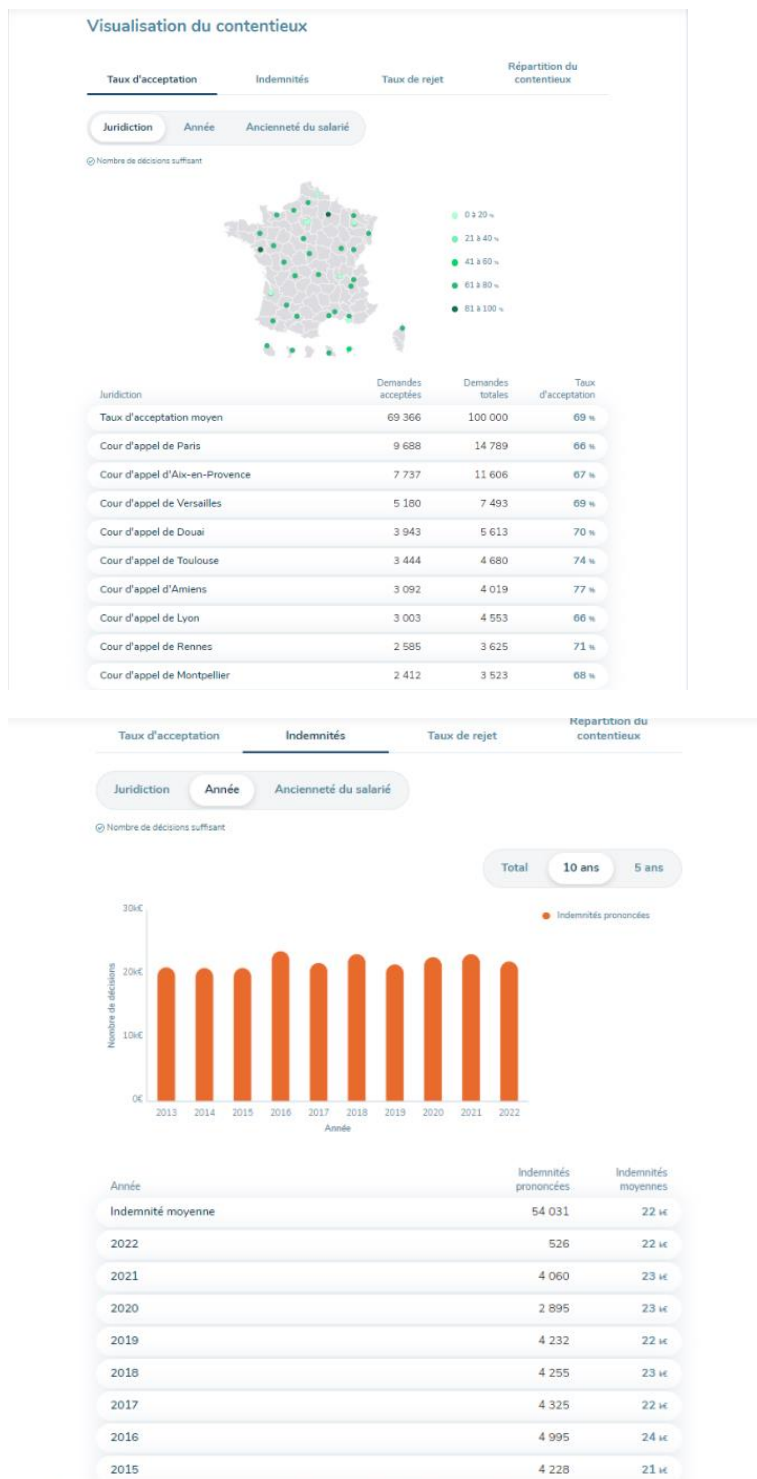 Visualisation du contentieux
Taux d'acceptation Indemnités Taux de rejet Répartition du contentieux
Juridiction Année Ancienneté du salarié
Nombre de décisions suffisant
0 à 20 %
21 à 40 %
41 à 60 %
61 à 80 %
81 à 100 %
Juridiction Demandes acceptées Demandes totales Taux d'acceptation
Taux d'acceptation moyen 69 366 100 000 69 %
Cour d'appel de Paris 9 688 14 789 66 %
Cour d'appel d'Aix-en-Provence 7 737 11 606 67 %
Cour d'appel de Versailles 5 180 7 493 69 %
Cour d'appel de Douai 3 943 5 613 70 %
Cour d'appel de Toulouse 3 444 4 680 74 %
Cour d'appel d'Amiens 3 092 4 019 77 %
Cour d'appel de Lyon 3 003 4 553 66 %
Cour d'appel de Rennes 2 585 3 625 71 %
Cour d'appel de Montpellier 2 412 3 523 68 %
Taux d'acceptation Indemnités Taux de rejet Répartition du contentieux
Juridiction Année Ancienneté du salarié
Nombre de décisions suffisant
Total 10 ans 5 ans
Indemnités prononcées
30k€
20k€
10k€
0€
Nombre de décisions
2013 2014 2015 2016 2017 2018 2019 2020 2021 2022
Année
Année Indemnités prononcées Indemnités moyennes
Indemnité moyenne 54 031 22 k€
2022 526 22 k€
2021 4 060 23 k€
2020 2 895 23 k€
2019 4 232 22 k€
2018 4 255 23 k€
2017 4 325 22 k€
2016 4 995 24 k€
2015 4 228 21 k€